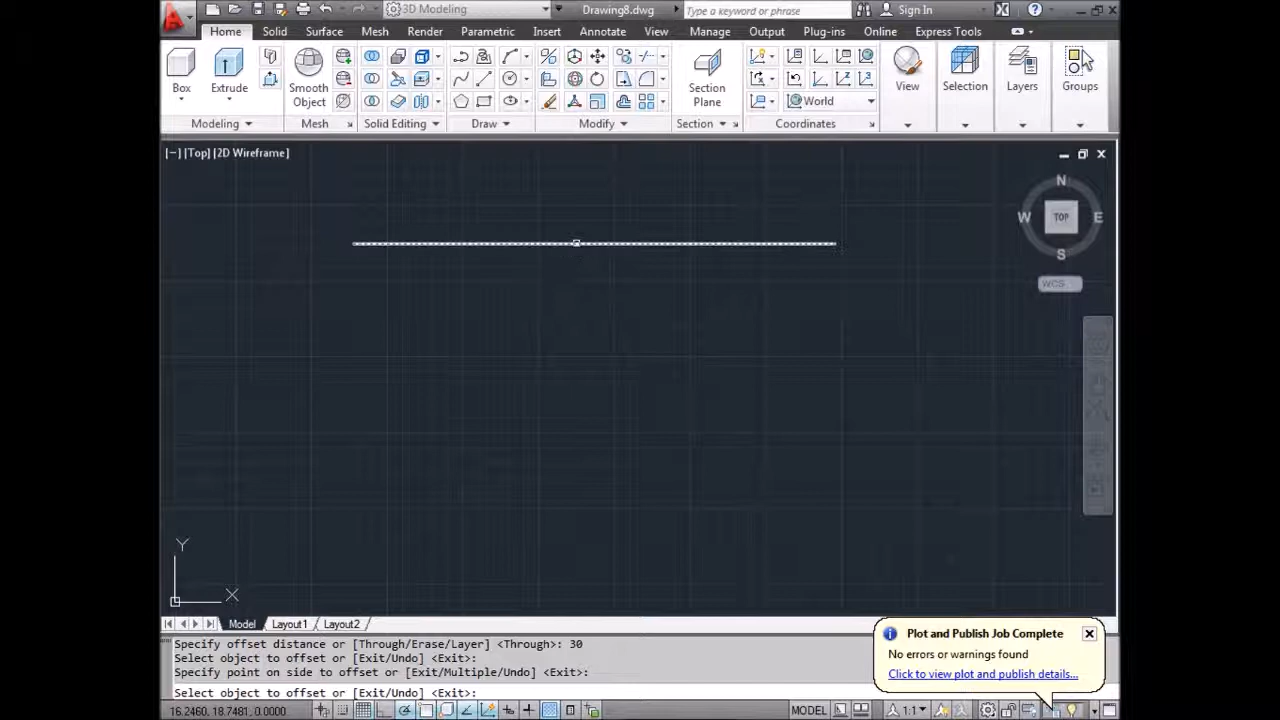 3D Modeling
Drawing8.dwg
Type a keyword or phrase
Sign In
Home
Solid
Surface
Mesh
Render
Parametric
Insert
Annotate
View
Manage
Output
Plug-ins
Online
Express Tools
Box
Extrude
Smooth
Object
Section
Plane
World
View
Selection
Layers
Groups
Modeling
Mesh
Solid Editing
Draw
Modify
Section
Coordinates
[−][Top][2D Wireframe]
N
W
TOP
E
S
WCS
Y
X
Model
Layout1
Layout2
Specify offset distance or [Through/Erase/Layer] <Through>: 30
Select object to offset or [Exit/Undo] <Exit>:
Specify point on side to offset or [Exit/Multiple/Undo] <Exit>:
Select object to offset or [Exit/Undo] <Exit>:
Plot and Publish Job Complete
No errors or warnings found
Click to view plot and publish details...
16.2460, 18.7481, 0.0000
MODEL
1:1